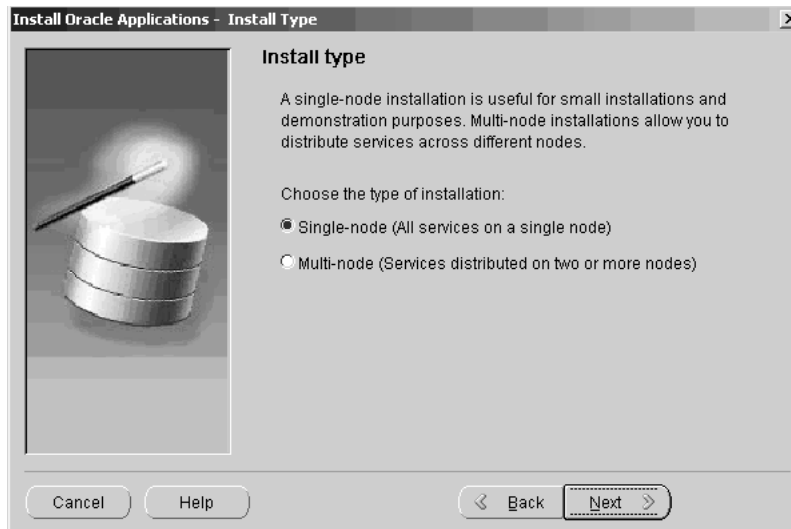 Install Oracle Applications - Install Type
Install type
A single-node installation is useful for small installations and
demonstration purposes. Multi-node installations allow you to
distribute services across different nodes.
Choose the type of installation:
Single-node (All services on a single node)
Multi-node (Services distributed on two or more nodes)
Cancel
Help
Back
Next